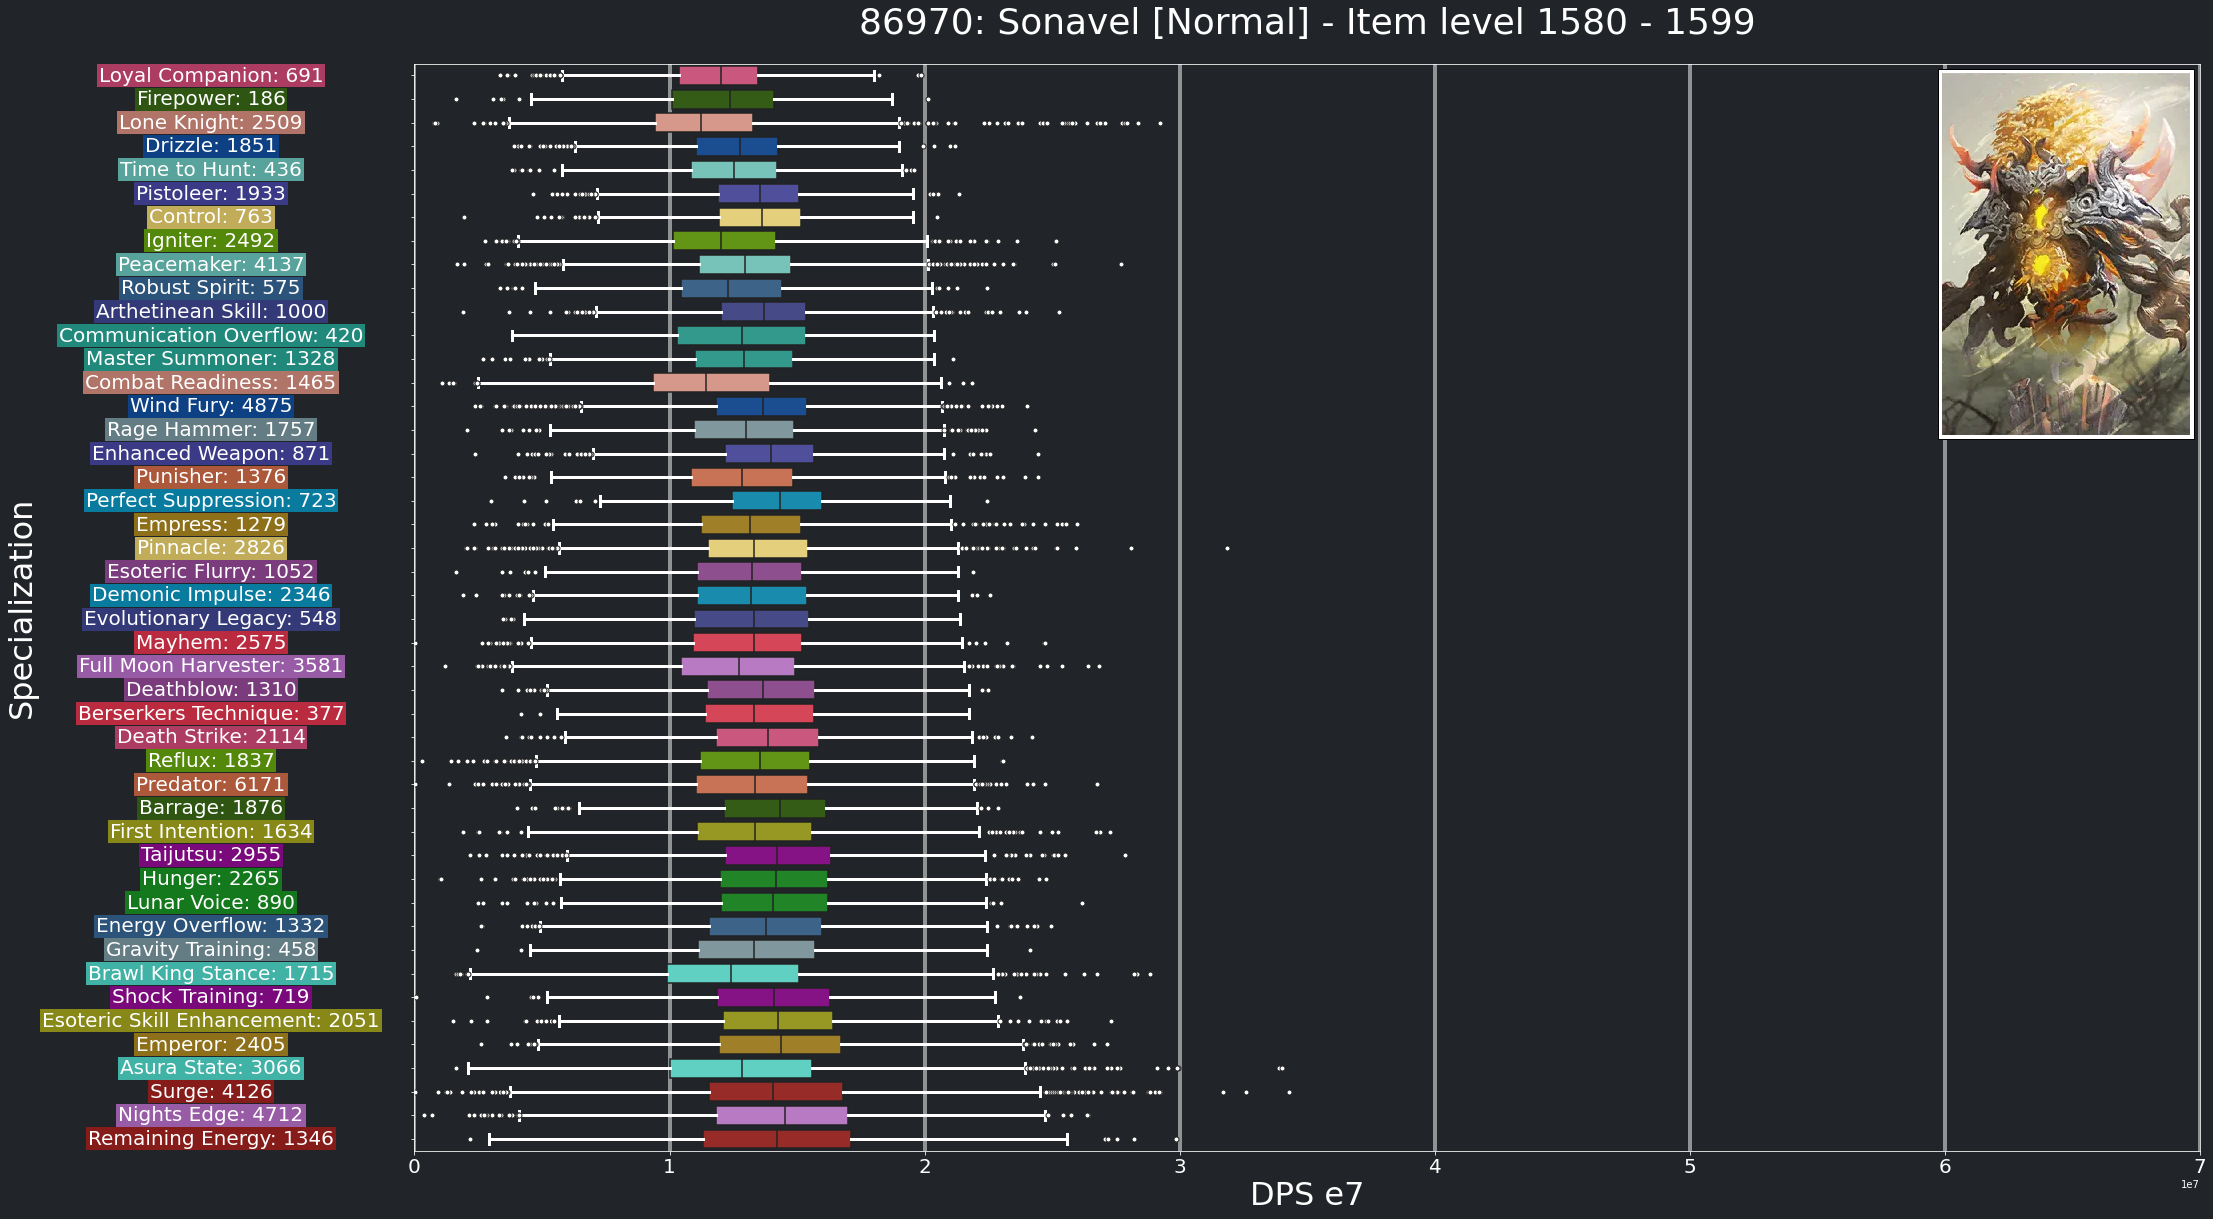 86970: Sonavel [Normal] - Item level 1580 - 1599
Specialization
Loyal Companion: 691
Firepower: 186
Lone Knight: 2509
Drizzle: 1851
Time to Hunt: 436
Pistoleer: 1933
Control: 763
Igniter: 2492
Peacemaker: 4137
Robust Spirit: 575
Arthetinean Skill: 1000
Communication Overflow: 420
Master Summoner: 1328
Combat Readiness: 1465
Wind Fury: 4875
Rage Hammer: 1757
Enhanced Weapon: 871
Punisher: 1376
Perfect Suppression: 723
Empress: 1279
Pinnacle: 2826
Esoteric Flurry: 1052
Demonic Impulse: 2346
Evolutionary Legacy: 548
Mayhem: 2575
Full Moon Harvester: 3581
Deathblow: 1310
Berserkers Technique: 377
Death Strike: 2114
Reflux: 1837
Predator: 6171
Barrage: 1876
First Intention: 1634
Taijutsu: 2955
Hunger: 2265
Lunar Voice: 890
Energy Overflow: 1332
Gravity Training: 458
Brawl King Stance: 1715
Shock Training: 719
Esoteric Skill Enhancement: 2051
Emperor: 2405
Asura State: 3066
Surge: 4126
Nights Edge: 4712
Remaining Energy: 1346
0 1 2 3 4 5 6 7
1e7
DPS e7